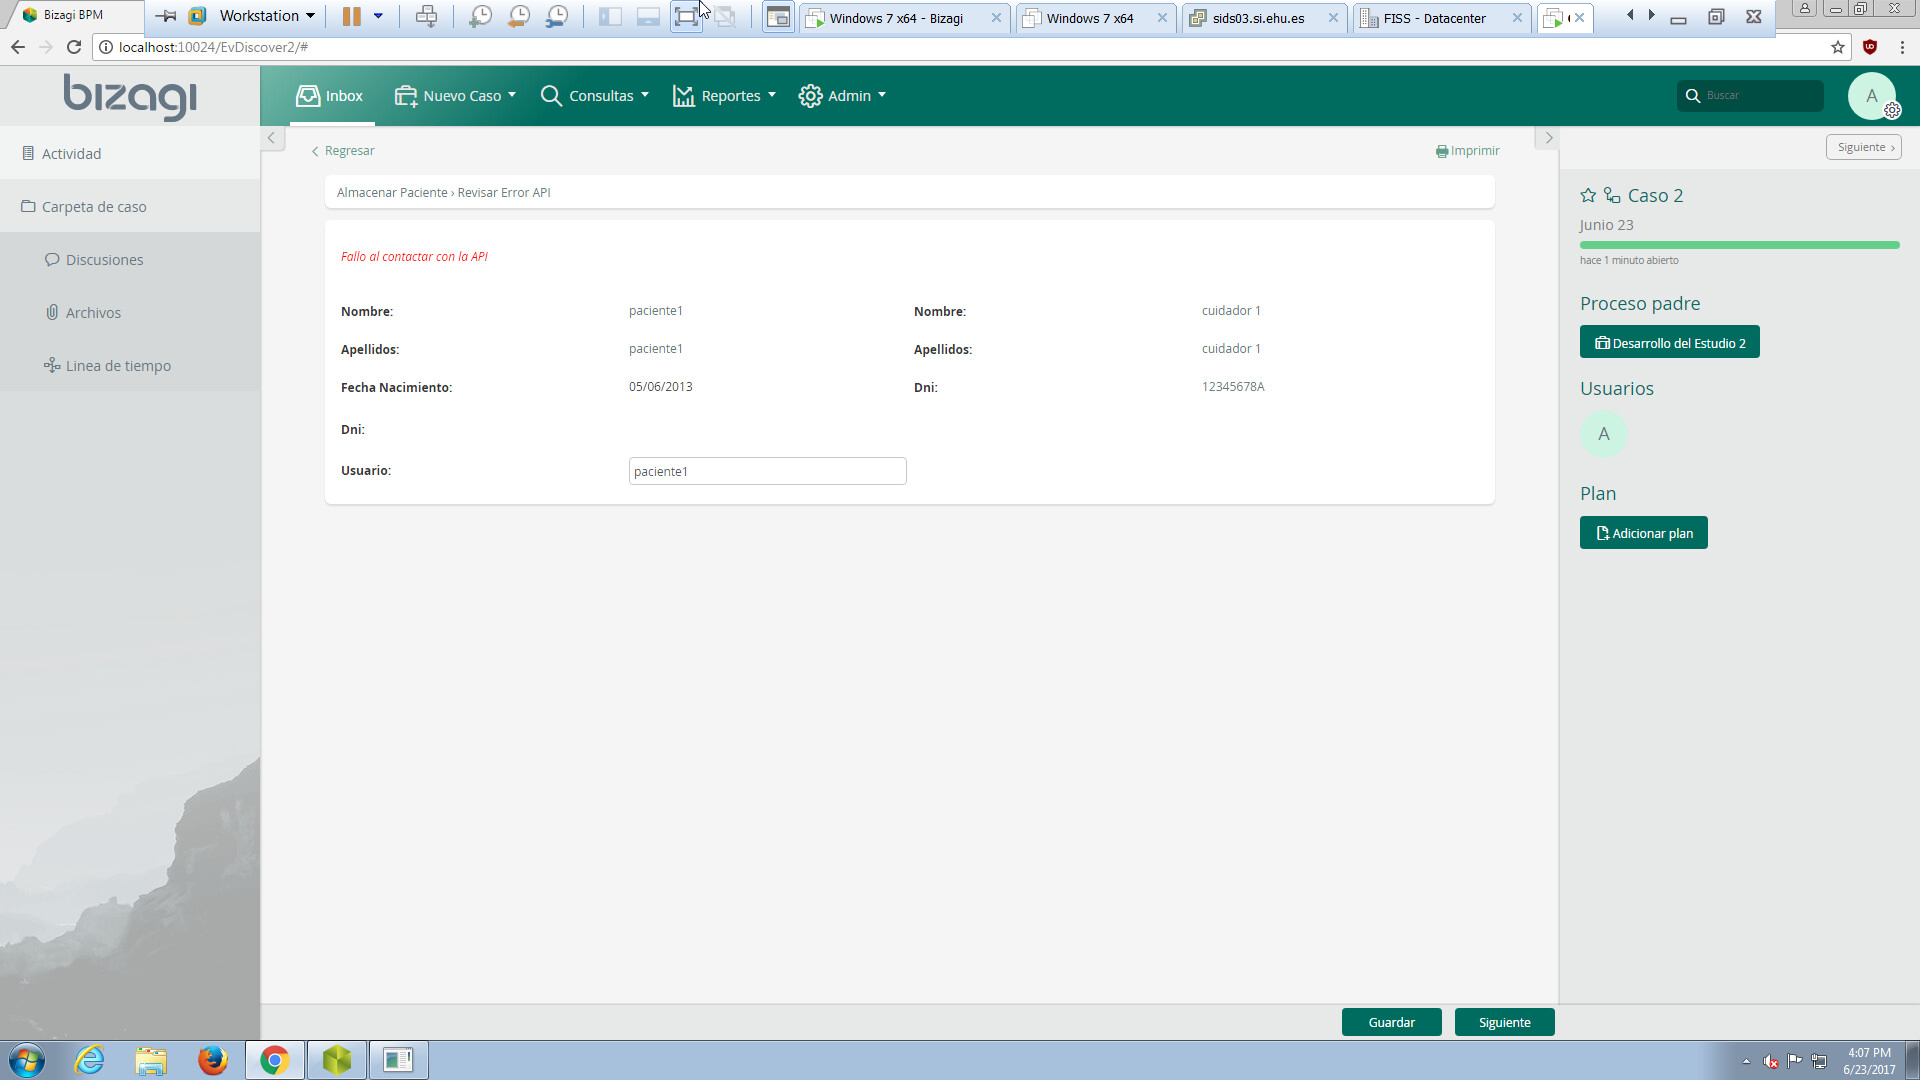 Bizagi BPM
Workstation
Windows 7 x64 - Bizagi
Windows 7 x64
sids03.si.ehu.es
FISS - Datacenter
localhost:10024/EvDiscover2/#
bizagi
Inbox
Nuevo Caso
Consultas
Reportes
Admin
Buscar
A
Actividad
Carpeta de caso
Discusiones
Archivos
Linea de tiempo
Regresar
Imprimir
Almacenar Paciente › Revisar Error API
Fallo al contactar con la API
Nombre: paciente1 Nombre: cuidador 1
Apellidos: paciente1 Apellidos: cuidador 1
Fecha Nacimiento: 05/06/2013 Dni: 12345678A
Dni:
Usuario: paciente1
Siguiente
Caso 2
Junio 23
hace 1 minuto abierto
Proceso padre
Desarrollo del Estudio 2
Usuarios
A
Plan
Adicionar plan
Guardar
Siguiente
4:07 PM
6/23/2017